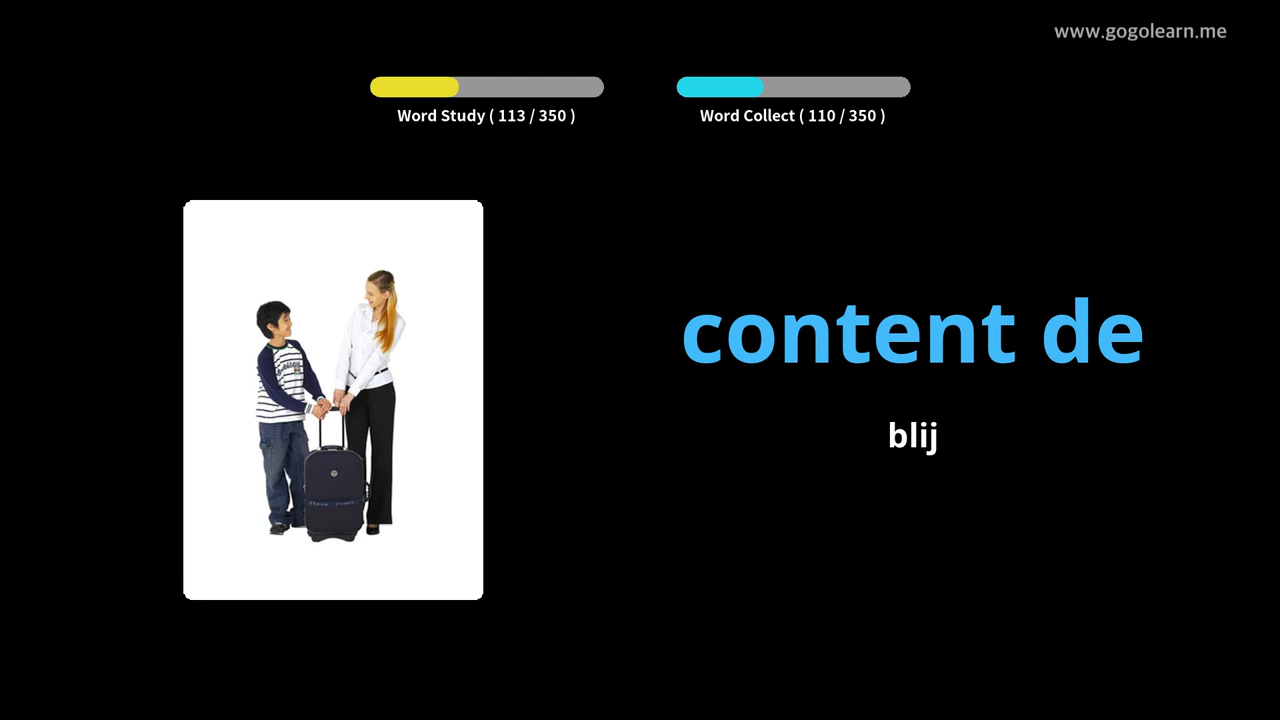 www.gogolearn.me
Word Study ( 113 / 350 )
Word Collect ( 110 / 350 )
content de
blij